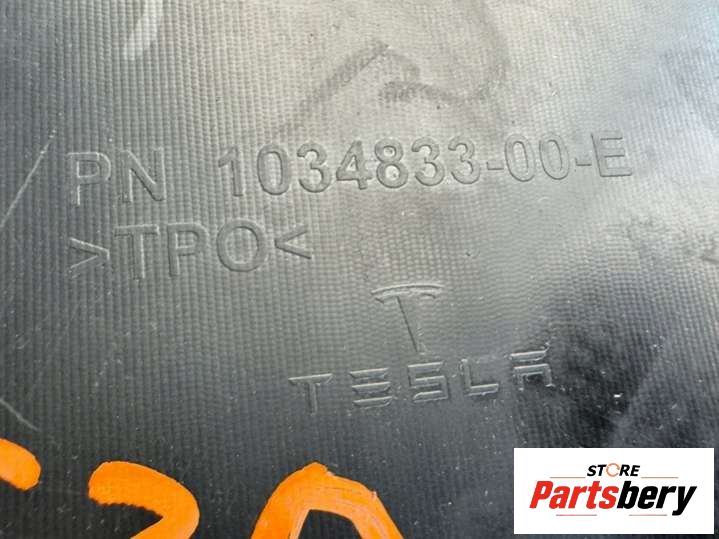 PN 1034833-00-E
>TPO<
TESLA
STORE
Partsbery